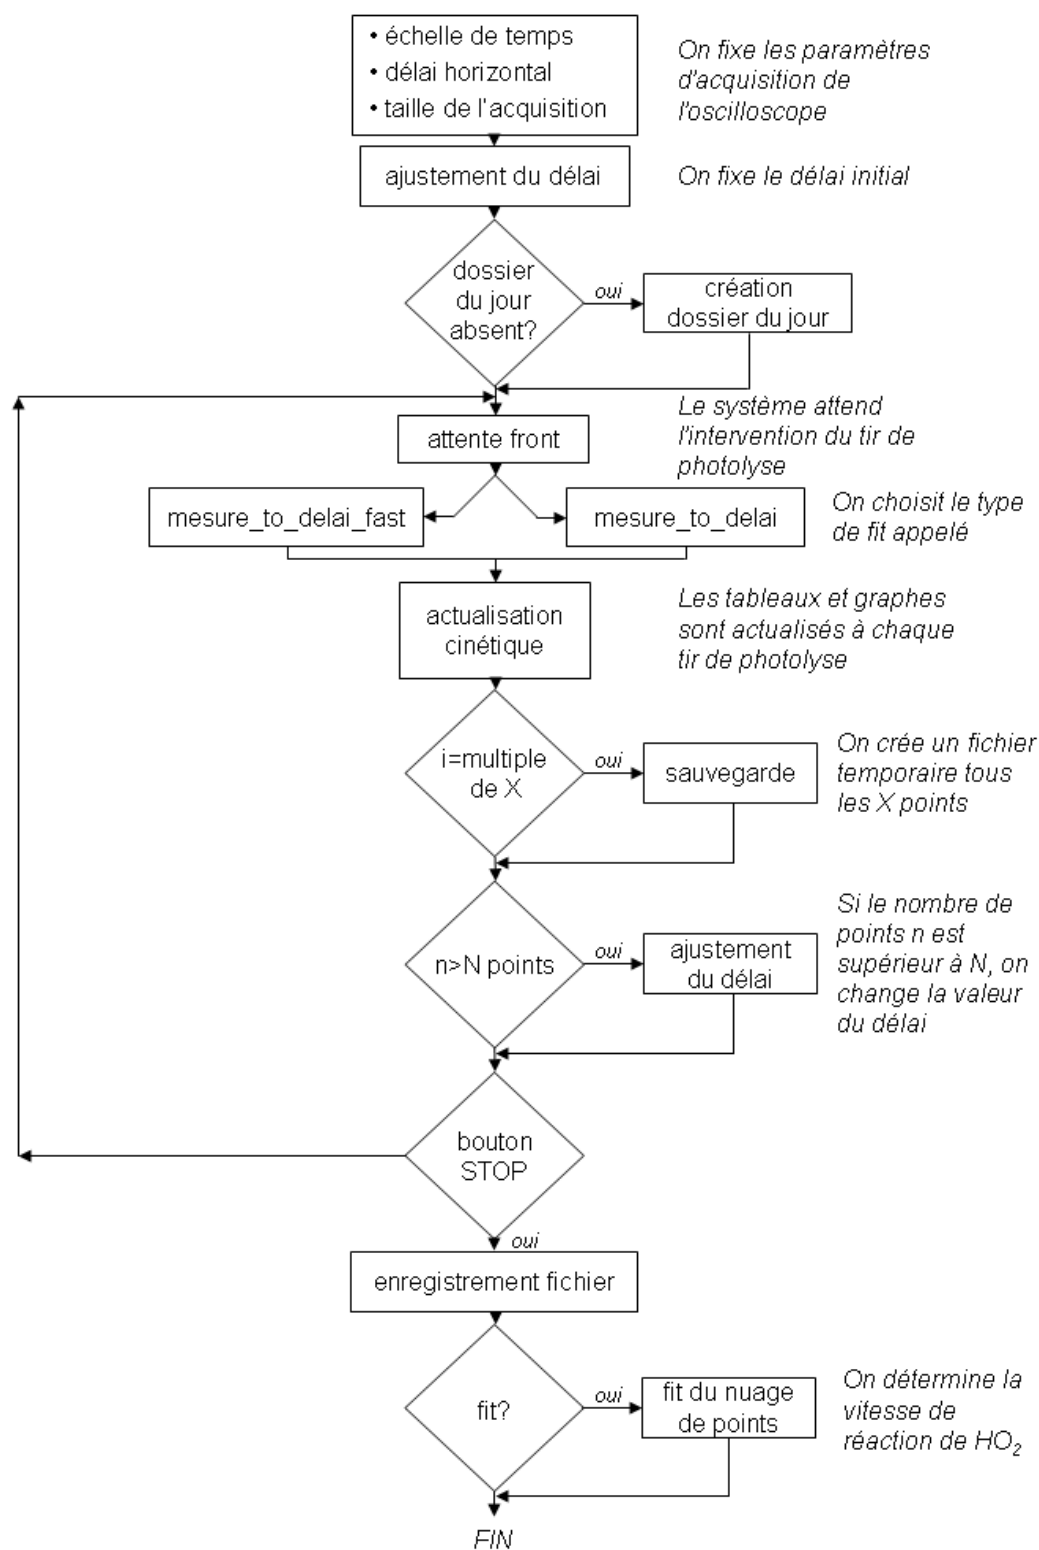 • échelle de temps
• délai horizontal
• taille de l'acquisition
On fixe les paramètres
d'acquisition de
l'oscilloscope
ajustement du délai
On fixe le délai initial
dossier
du jour
absent?
oui
création
dossier du jour
attente front
Le système attend
l'intervention du tir de
photolyse
mesure_to_delai_fast
mesure_to_delai
On choisit le type
de fit appelé
actualisation
cinétique
Les tableaux et graphes
sont actualisés à chaque
tir de photolyse
i=multiple
de X
oui
sauvegarde
On crée un fichier
temporaire tous
les X points
n>N points
oui
ajustement
du délai
Si le nombre de
points n est
supérieur à N, on
change la valeur
du délai
bouton
STOP
oui
enregistrement fichier
fit?
oui
fit du nuage
de points
On détermine la
vitesse de
réaction de HO₂
FIN